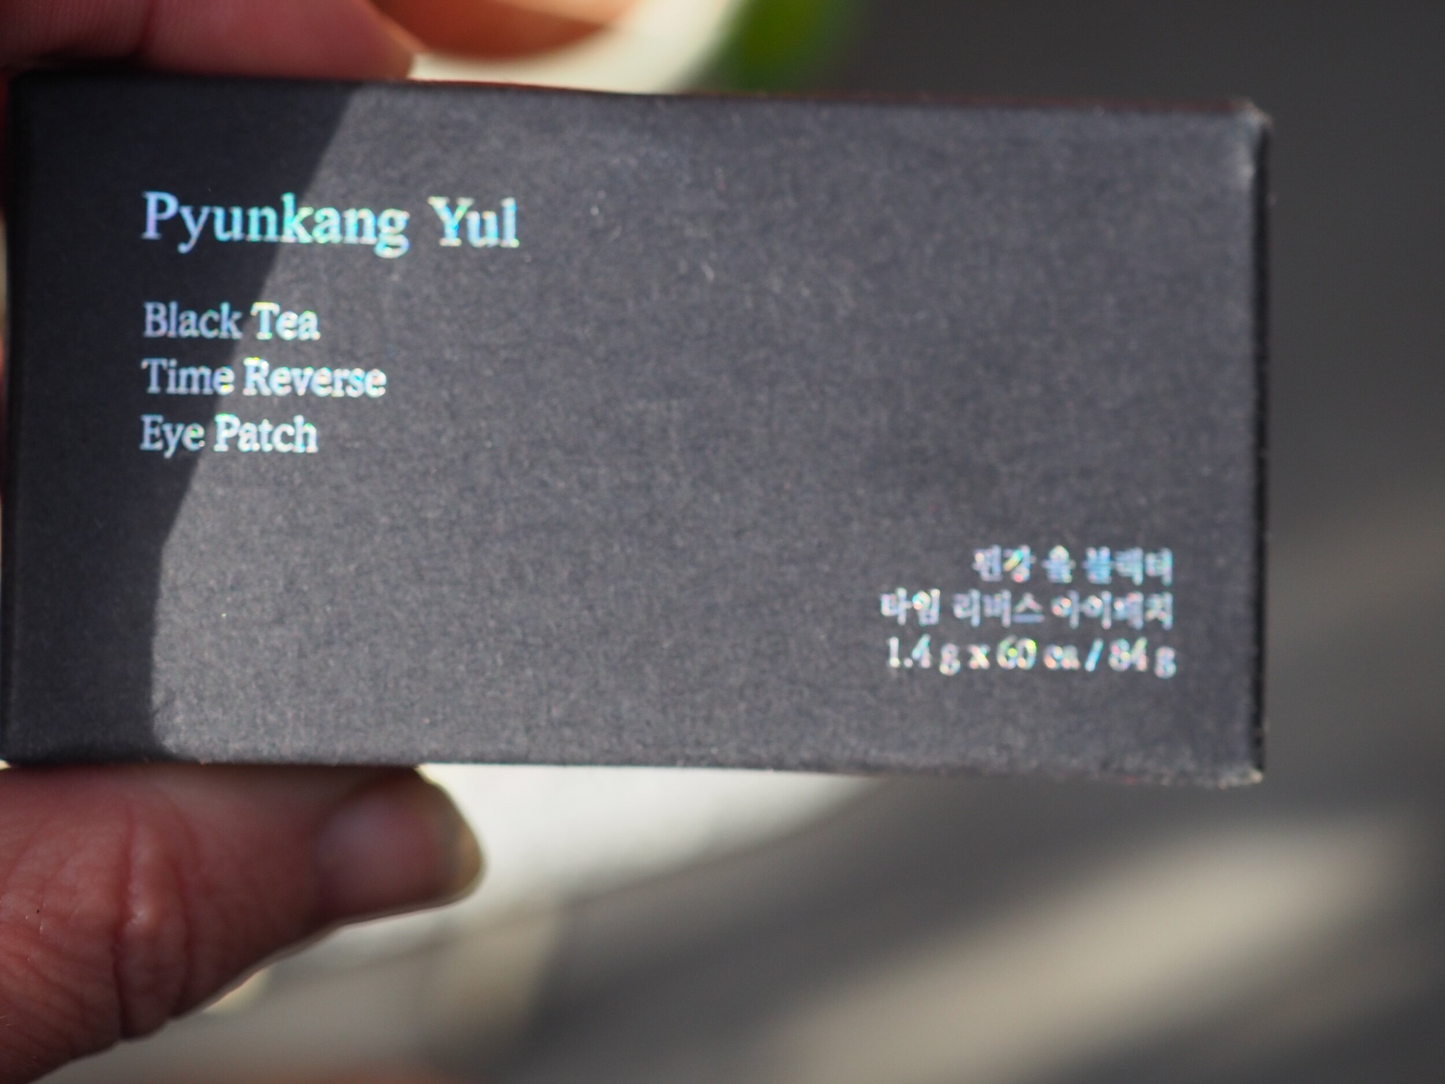 Pyunkang Yul
Black Tea
Time Reverse
Eye Patch
편강 율 블랙티
타임 리버스 아이패치
1.4 g x 60 ea / 84 g